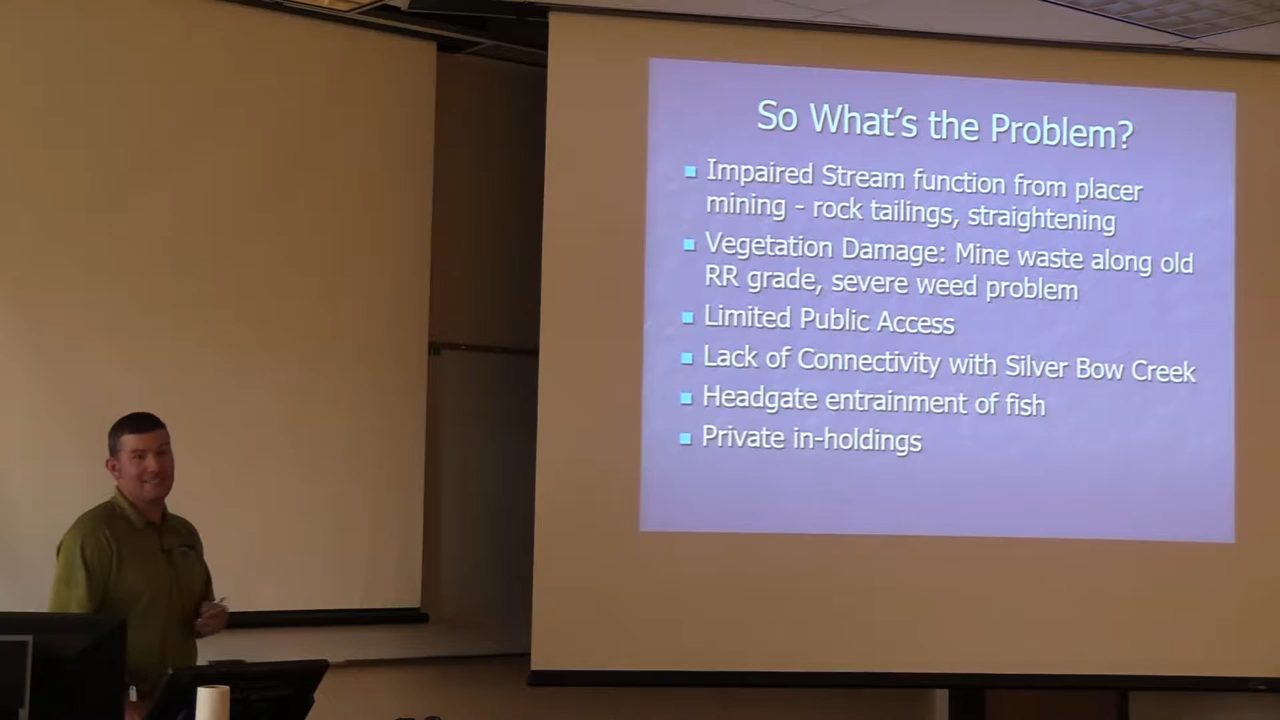 So What's the Problem?
Impaired Stream function from placer
mining - rock tailings, straightening
Vegetation Damage: Mine waste along old
RR grade, severe weed problem
Limited Public Access
Lack of Connectivity with Silver Bow Creek
Headgate entrainment of fish
Private in-holdings